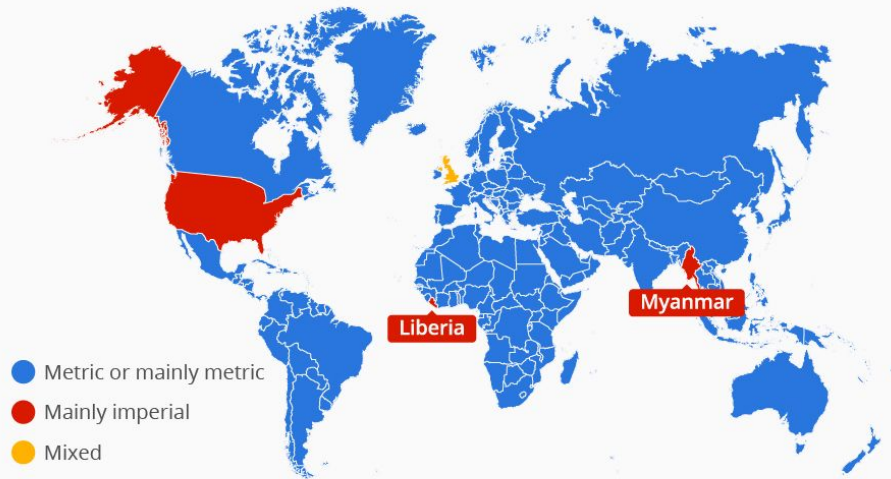 Liberia
Myanmar
Metric or mainly metric
Mainly imperial
Mixed